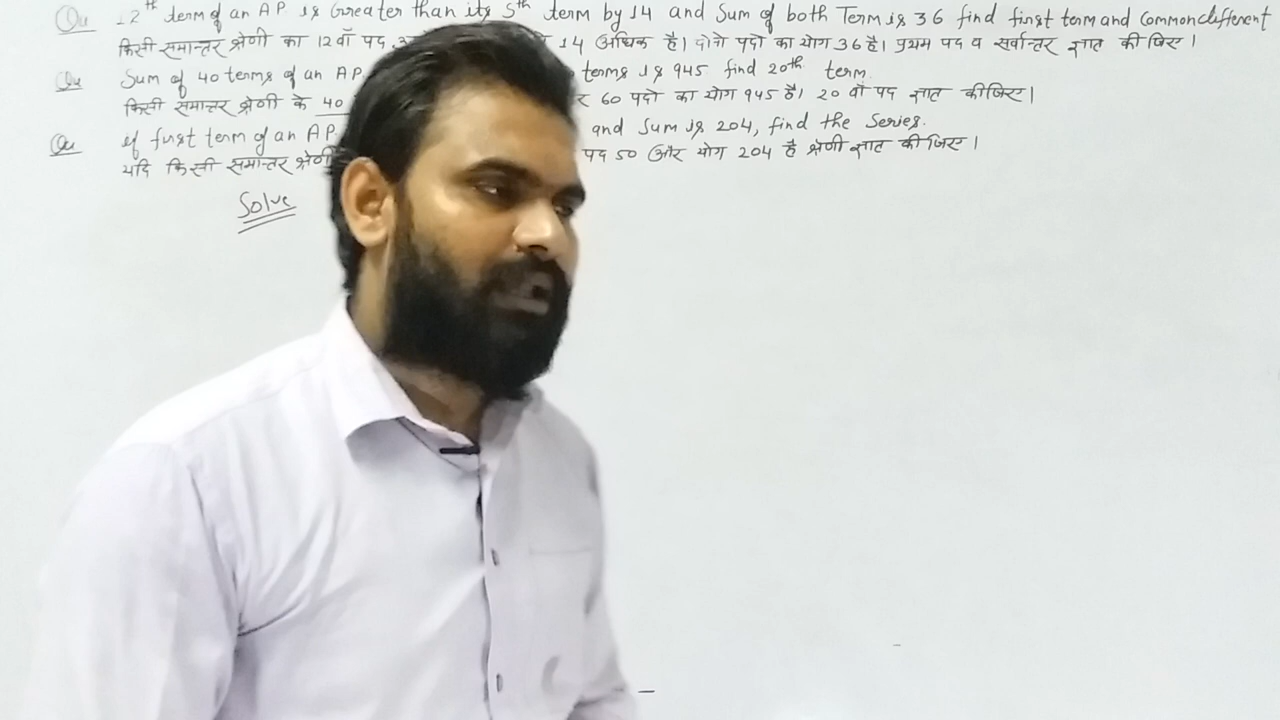 Qu 12th term of an AP is Greater than its 5th term by 14 and Sum of both Term is 36 find first term and Common different
किसी समान्तर श्रेणी का 12वाँ पद 14 अधिक है। दोनो पदो का योग 36 है। प्रथम पद व सर्वान्तर ज्ञात कीजिए।
Qu Sum of 40 terms of an AP terms is 945 find 20th term.
किसी समान्तर श्रेणी के 40 60 पदो का योग 945 है। 20 वाँ पद ज्ञात कीजिए।
Qu if first term of an AP and Sum is 204, find the Series.
यदि किसी समान्तर श्रेणी पद 50 और योग 204 है श्रेणी ज्ञात कीजिए।
Solve